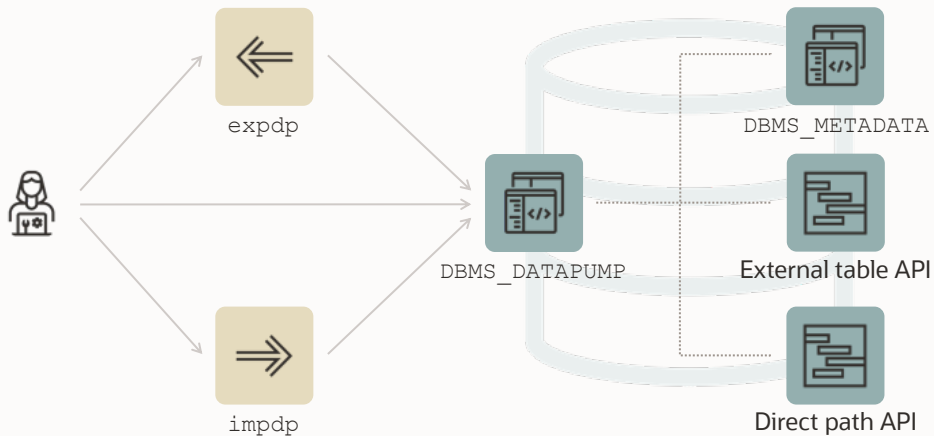 expdp
DBMS_METADATA
DBMS_DATAPUMP
External table API
impdp
Direct path API
</>
</>